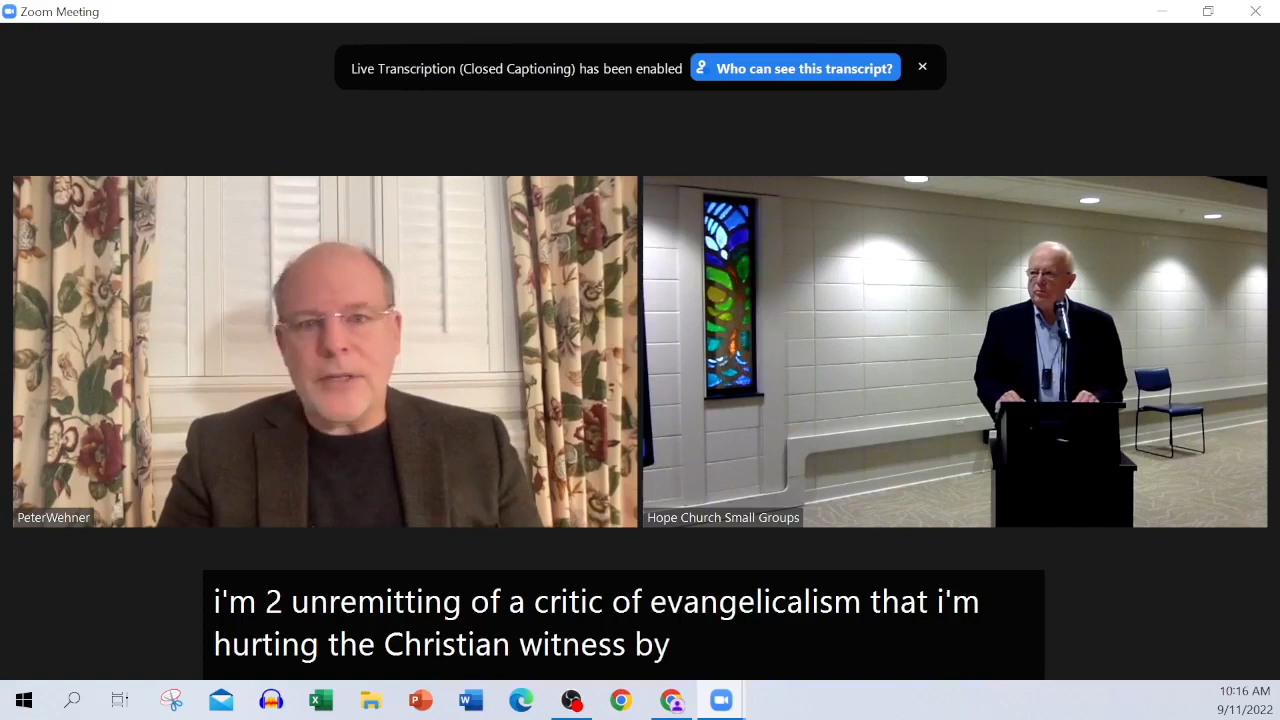 Zoom Meeting
Live Transcription (Closed Captioning) has been enabled
Who can see this transcript?
PeterWehner
Hope Church Small Groups
i'm 2 unremitting of a critic of evangelicalism that i'm
hurting the Christian witness by
10:16 AM
9/11/2022